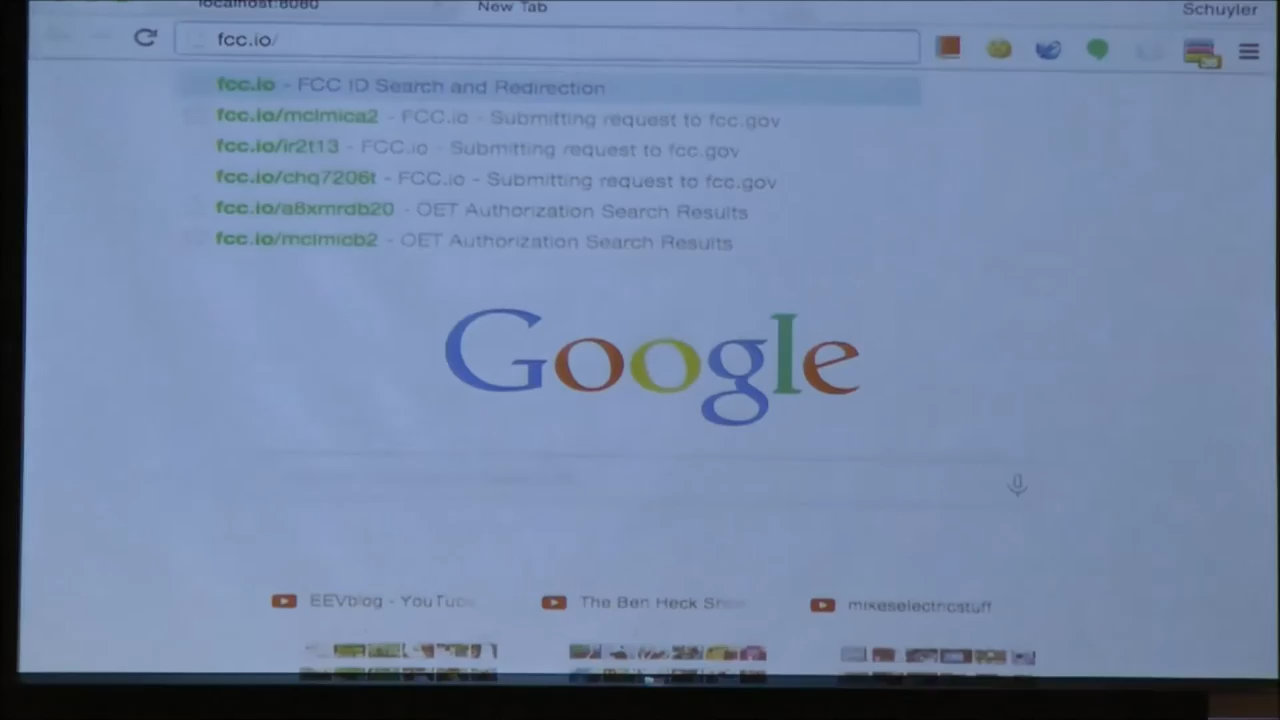 localhost:8080 New Tab Schuyler
fcc.io/
fcc.io - FCC ID Search and Redirection
fcc.io/mclmica2 - FCC.io - Submitting request to fcc.gov
fcc.io/ir2t13 - FCC.io - Submitting request to fcc.gov
fcc.io/chq7206t - FCC.io - Submitting request to fcc.gov
fcc.io/a8xmrdb20 - OET Authorization Search Results
fcc.io/mclmicb2 - OET Authorization Search Results
Google
EEVblog - YouTube The Ben Heck Show mikeselectricstuff